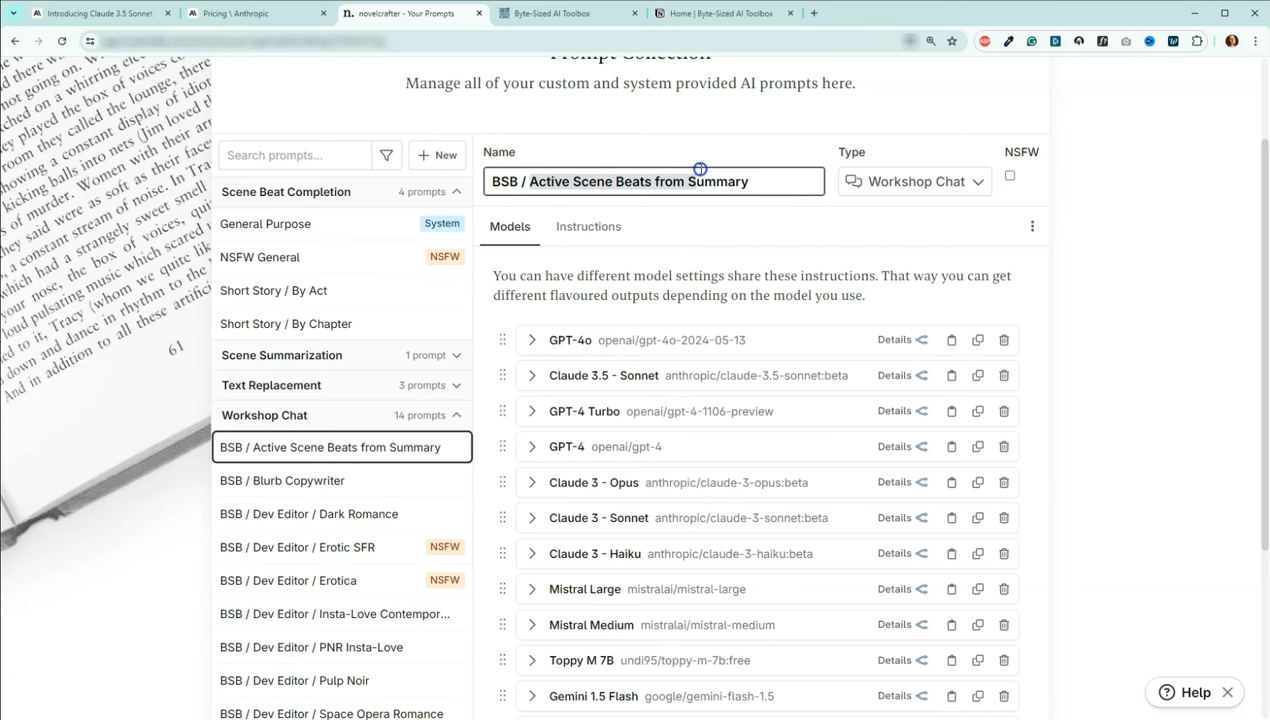 Introducing Claude 3.5 Sonnet
Pricing \ Anthropic
novelcrafter - Your Prompts
Byte-Sized AI Toolbox
Home | Byte-Sized AI Toolbox
Prompt Collection
Manage all of your custom and system provided AI prompts here.
Search prompts...
New
Scene Beat Completion 4 prompts
General Purpose System
NSFW General NSFW
Short Story / By Act
Short Story / By Chapter
Scene Summarization 1 prompt
Text Replacement 3 prompts
Workshop Chat 14 prompts
BSB / Active Scene Beats from Summary
BSB / Blurb Copywriter
BSB / Dev Editor / Dark Romance
BSB / Dev Editor / Erotic SFR NSFW
BSB / Dev Editor / Erotica NSFW
BSB / Dev Editor / Insta-Love Contempor...
BSB / Dev Editor / PNR Insta-Love
BSB / Dev Editor / Pulp Noir
BSB / Dev Editor / Space Opera Romance
Name
BSB / Active Scene Beats from Summary
Type
Workshop Chat
NSFW
Models Instructions
You can have different model settings share these instructions. That way you can get
different flavoured outputs depending on the model you use.
GPT-4o openai/gpt-4o-2024-05-13 Details
Claude 3.5 - Sonnet anthropic/claude-3.5-sonnet:beta Details
GPT-4 Turbo openai/gpt-4-1106-preview Details
GPT-4 openai/gpt-4 Details
Claude 3 - Opus anthropic/claude-3-opus:beta Details
Claude 3 - Sonnet anthropic/claude-3-sonnet:beta Details
Claude 3 - Haiku anthropic/claude-3-haiku:beta Details
Mistral Large mistralai/mistral-large Details
Mistral Medium mistralai/mistral-medium Details
Toppy M 7B undi95/toppy-m-7b:free Details
Gemini 1.5 Flash google/gemini-flash-1.5 Details
Help
61